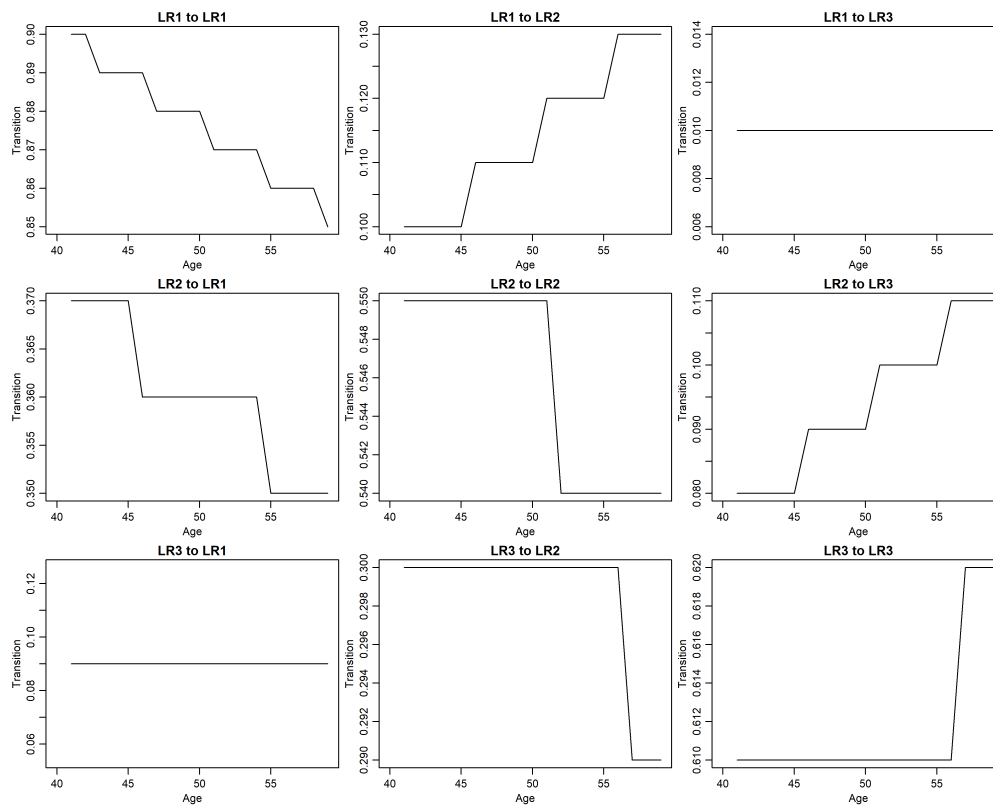 LR1 to LR1
Transition
0.85 0.86 0.87 0.88 0.89 0.90
40 45 50 55
Age
LR1 to LR2
Transition
0.100 0.110 0.120 0.130
40 45 50 55
Age
LR1 to LR3
Transition
0.006 0.008 0.010 0.012 0.014
40 45 50 55
Age
LR2 to LR1
Transition
0.350 0.355 0.360 0.365 0.370
40 45 50 55
Age
LR2 to LR2
Transition
0.540 0.542 0.544 0.546 0.548 0.550
40 45 50 55
Age
LR2 to LR3
Transition
0.080 0.090 0.100 0.110
40 45 50 55
Age
LR3 to LR1
Transition
0.06 0.08 0.10 0.12
40 45 50 55
Age
LR3 to LR2
Transition
0.290 0.292 0.294 0.296 0.298 0.300
40 45 50 55
Age
LR3 to LR3
Transition
0.610 0.612 0.614 0.616 0.618 0.620
40 45 50 55
Age